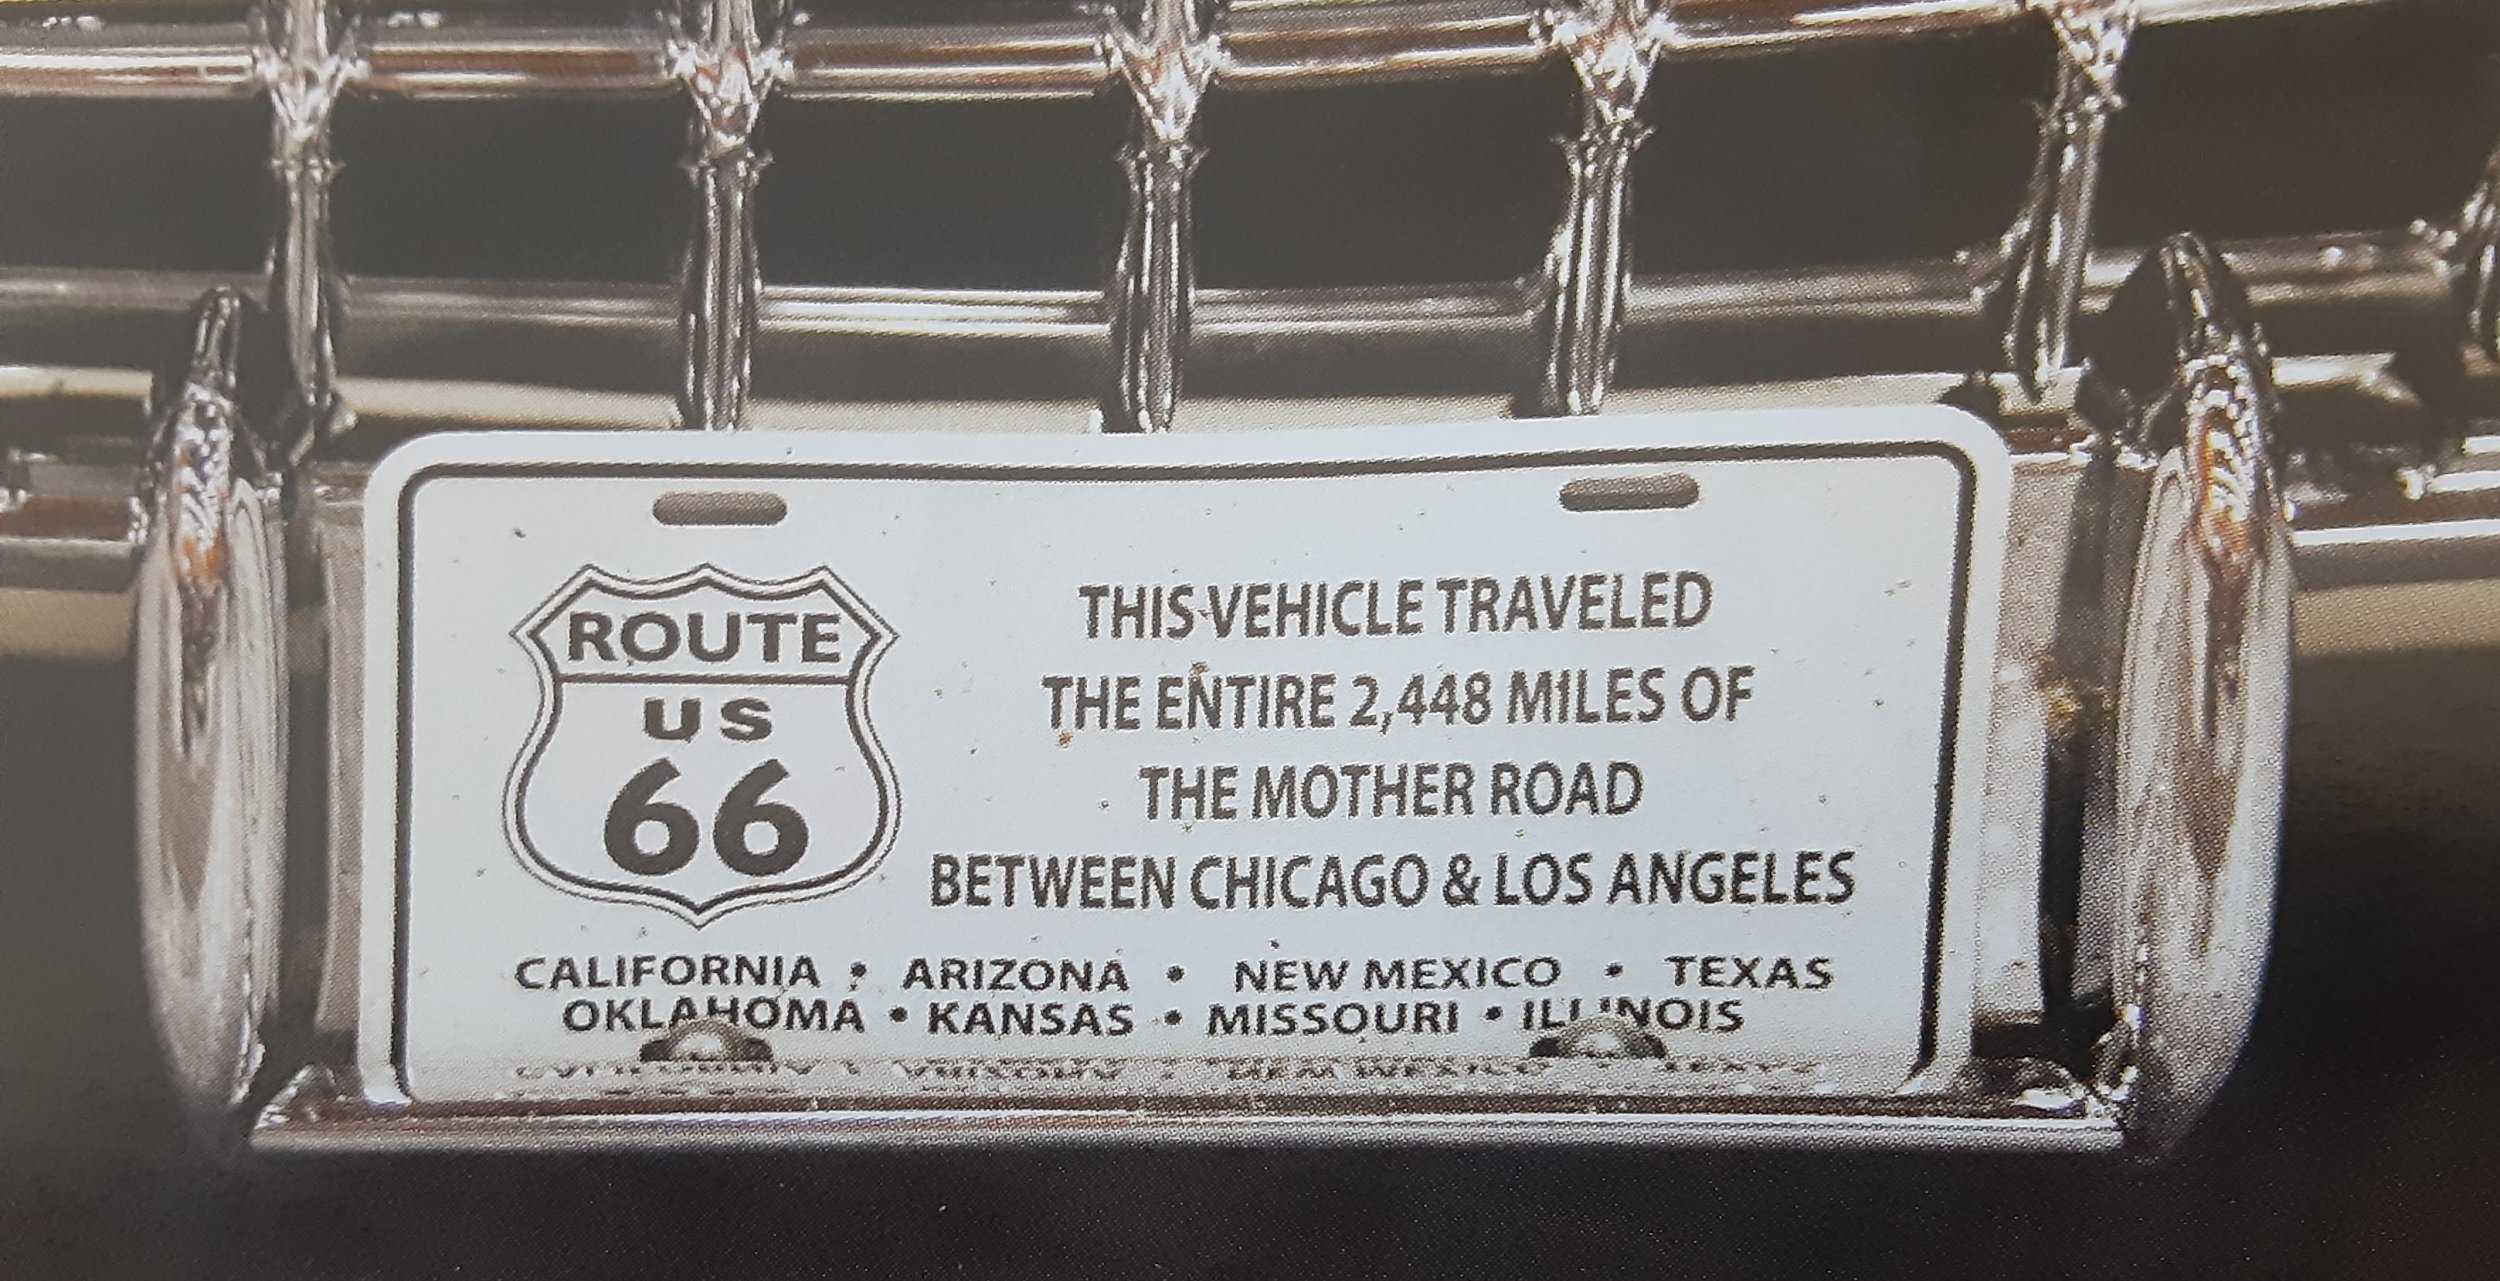 ROUTE
US
66
THIS VEHICLE TRAVELED
THE ENTIRE 2,448 MILES OF
THE MOTHER ROAD
BETWEEN CHICAGO & LOS ANGELES
CALIFORNIA • ARIZONA • NEW MEXICO • TEXAS
OKLAHOMA • KANSAS • MISSOURI • ILLINOIS